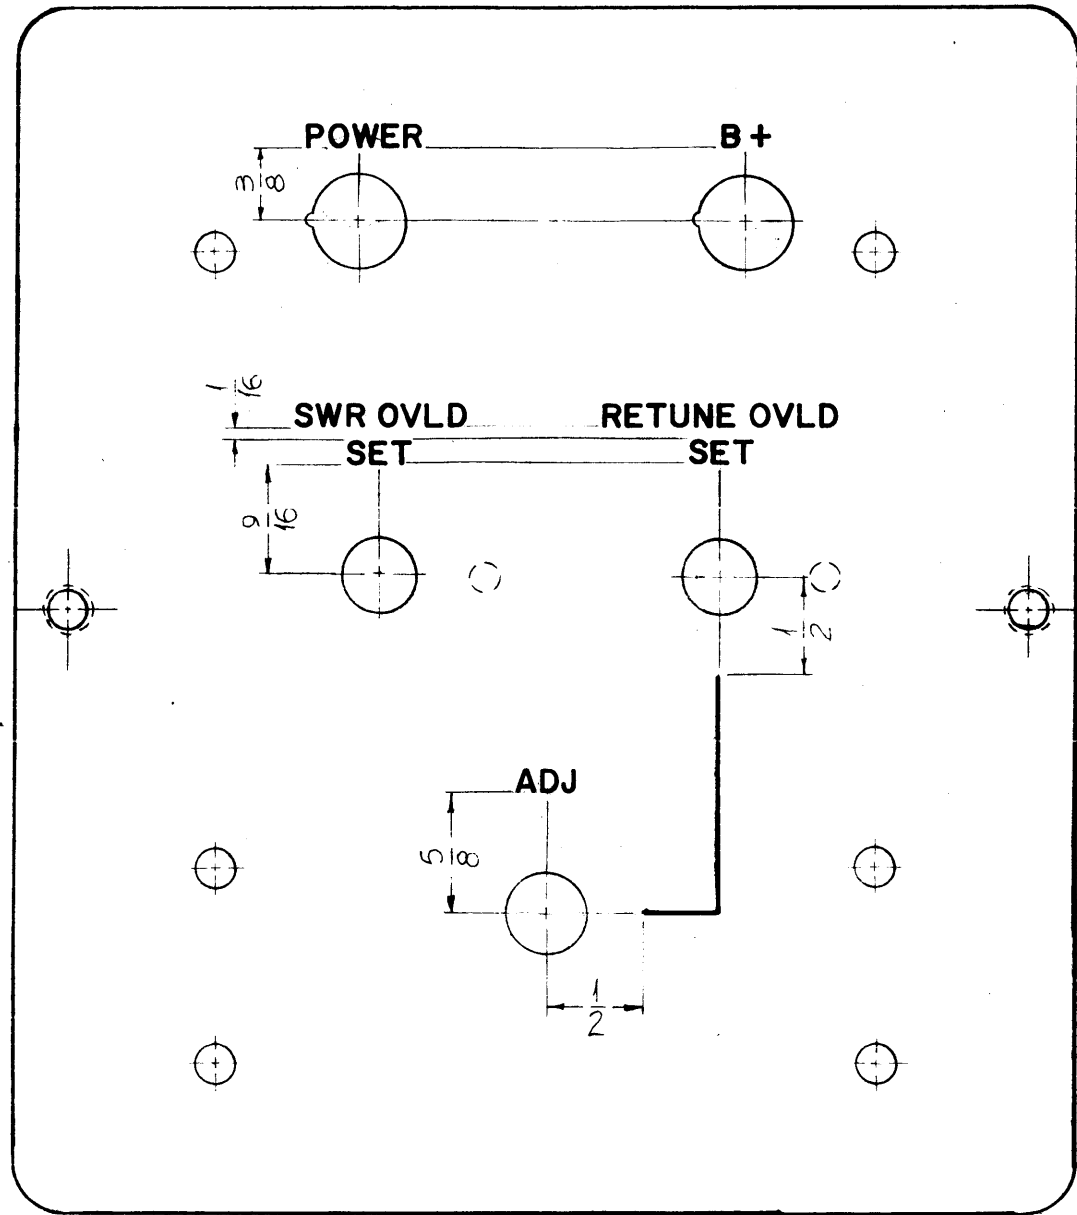 POWER B+
3/8
1/16
SWR OVLD RETUNE OVLD
SET SET
9/16
1/2
ADJ
5/8
1/2